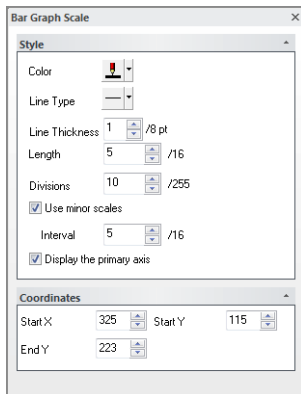 Bar Graph Scale
Style
Color
Line Type
Line Thickness 1 /8 pt
Length 5 /16
Divisions 10 /255
Use minor scales
Interval 5 /16
Display the primary axis
Coordinates
Start X 325 Start Y 115
End Y 223